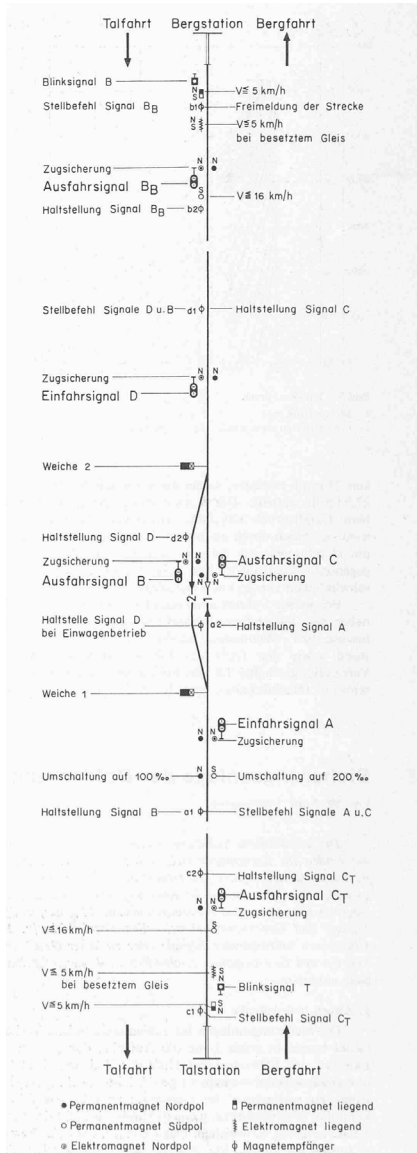 Talfahrt Bergstation Bergfahrt
Blinksignal B
N S V≦5 km/h
Stellbefehl Signal BB b1 Freimeldung der Strecke
N S V≦5 km/h
bei besetztem Gleis
Zugsicherung N N
Ausfahrsignal BB
S V≦16 km/h
Haltstellung Signal BB b2
Stellbefehl Signale D u. B d1 Haltstellung Signal C
Zugsicherung N N
Einfahrsignal D
Weiche 2
Haltstellung Signal D d2
Zugsicherung N N Ausfahrsignal C
Ausfahrsignal B N N Zugsicherung
2 1
Haltstelle Signal D a2 Haltstellung Signal A
bei Einwagenbetrieb
Weiche 1
Einfahrsignal A
N N Zugsicherung
Umschaltung auf 100‰ N S Umschaltung auf 200‰
Haltstellung Signal B a1 Stellbefehl Signale A u.C
c2 Haltstellung Signal CT
Ausfahrsignal CT
N N Zugsicherung
V≦16km/h S
V≦5 km/h S N
bei besetztem Gleis
Blinksignal T
V≦5km/h S N
c1 Stellbefehl Signal CT
Talfahrt Talstation Bergfahrt
Permanentmagnet Nordpol Permanentmagnet liegend
Permanentmagnet Südpol Elektromagnet liegend
Elektromagnet Nordpol Magnetempfänger